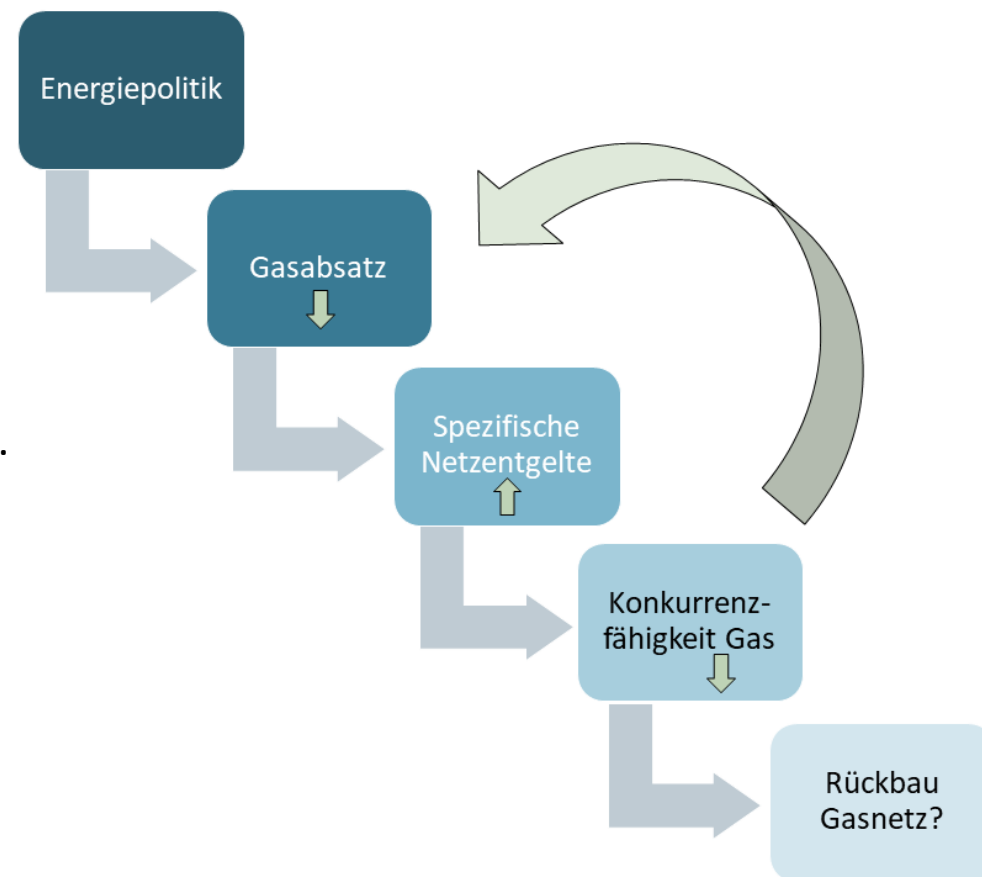 Energiepolitik
Gasabsatz
Spezifische
Netzentgelte
.
Konkurrenz-
fähigkeit Gas
Rückbau
Gasnetz?